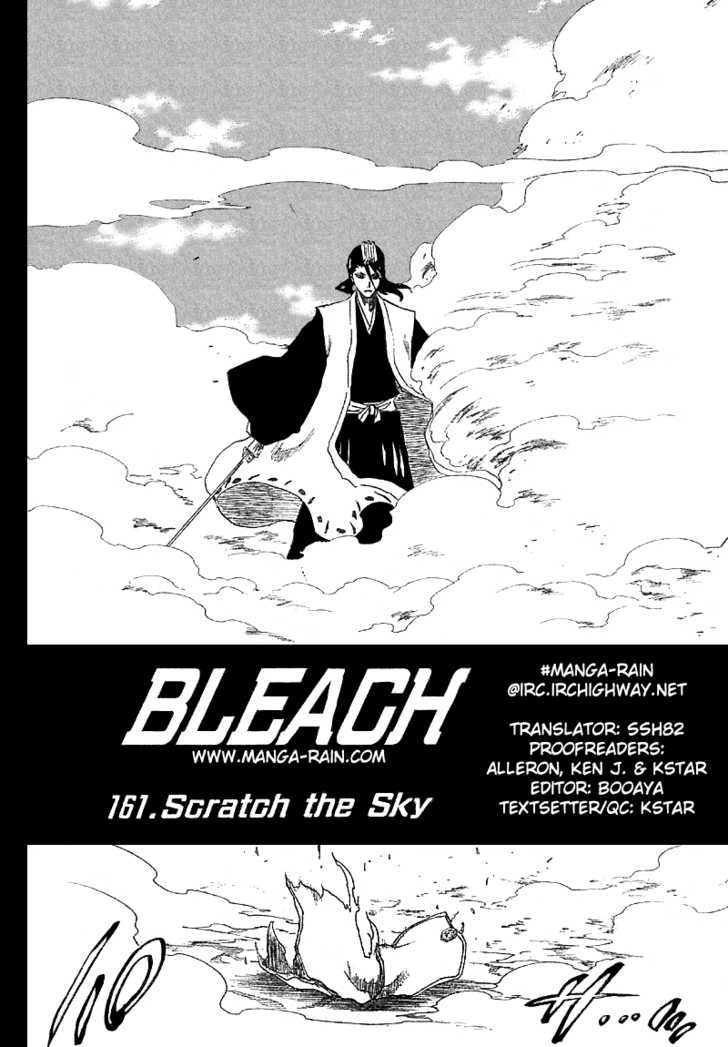 BLEACH
WWW.MANGA-RAIN.COM
161.Scratch the Sky
#MANGA-RAIN
@IRC.IRCHIGHWAY.NET
TRANSLATOR: SSH82
PROOFREADERS:
ALLERON, KEN J. & KSTAR
EDITOR: BOOAYA
TEXTSETTER/QC: KSTAR